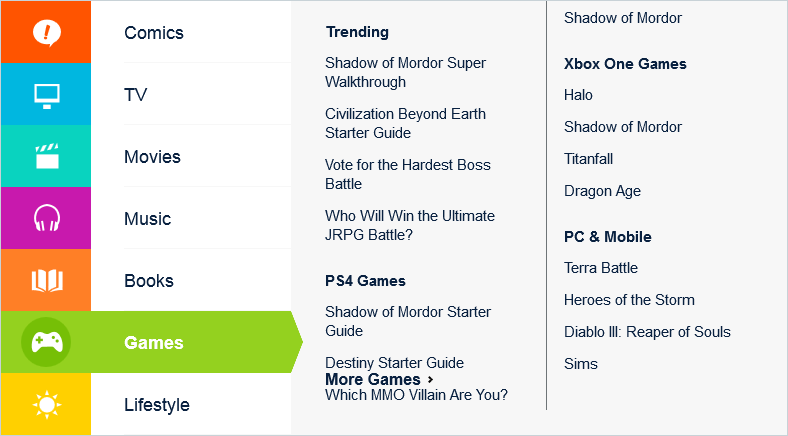 Comics
TV
Movies
Music
Books
Games
Lifestyle
Trending
Shadow of Mordor Super
Walkthrough
Civilization Beyond Earth
Starter Guide
Vote for the Hardest Boss
Battle
Who Will Win the Ultimate
JRPG Battle?
PS4 Games
Shadow of Mordor Starter
Guide
Destiny Starter Guide
More Games ›
Which MMO Villain Are You?
Shadow of Mordor
Xbox One Games
Halo
Shadow of Mordor
Titanfall
Dragon Age
PC & Mobile
Terra Battle
Heroes of the Storm
Diablo III: Reaper of Souls
Sims